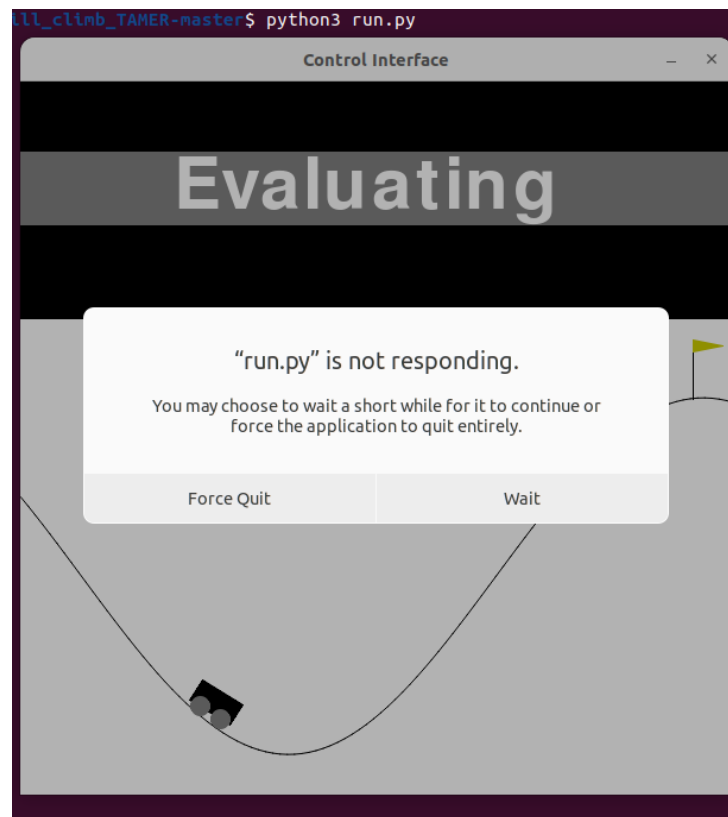 ill_climb_TAMER-master$ python3 run.py
Control Interface
Evaluating
“run.py” is not responding.
You may choose to wait a short while for it to continue or
force the application to quit entirely.
Force Quit
Wait